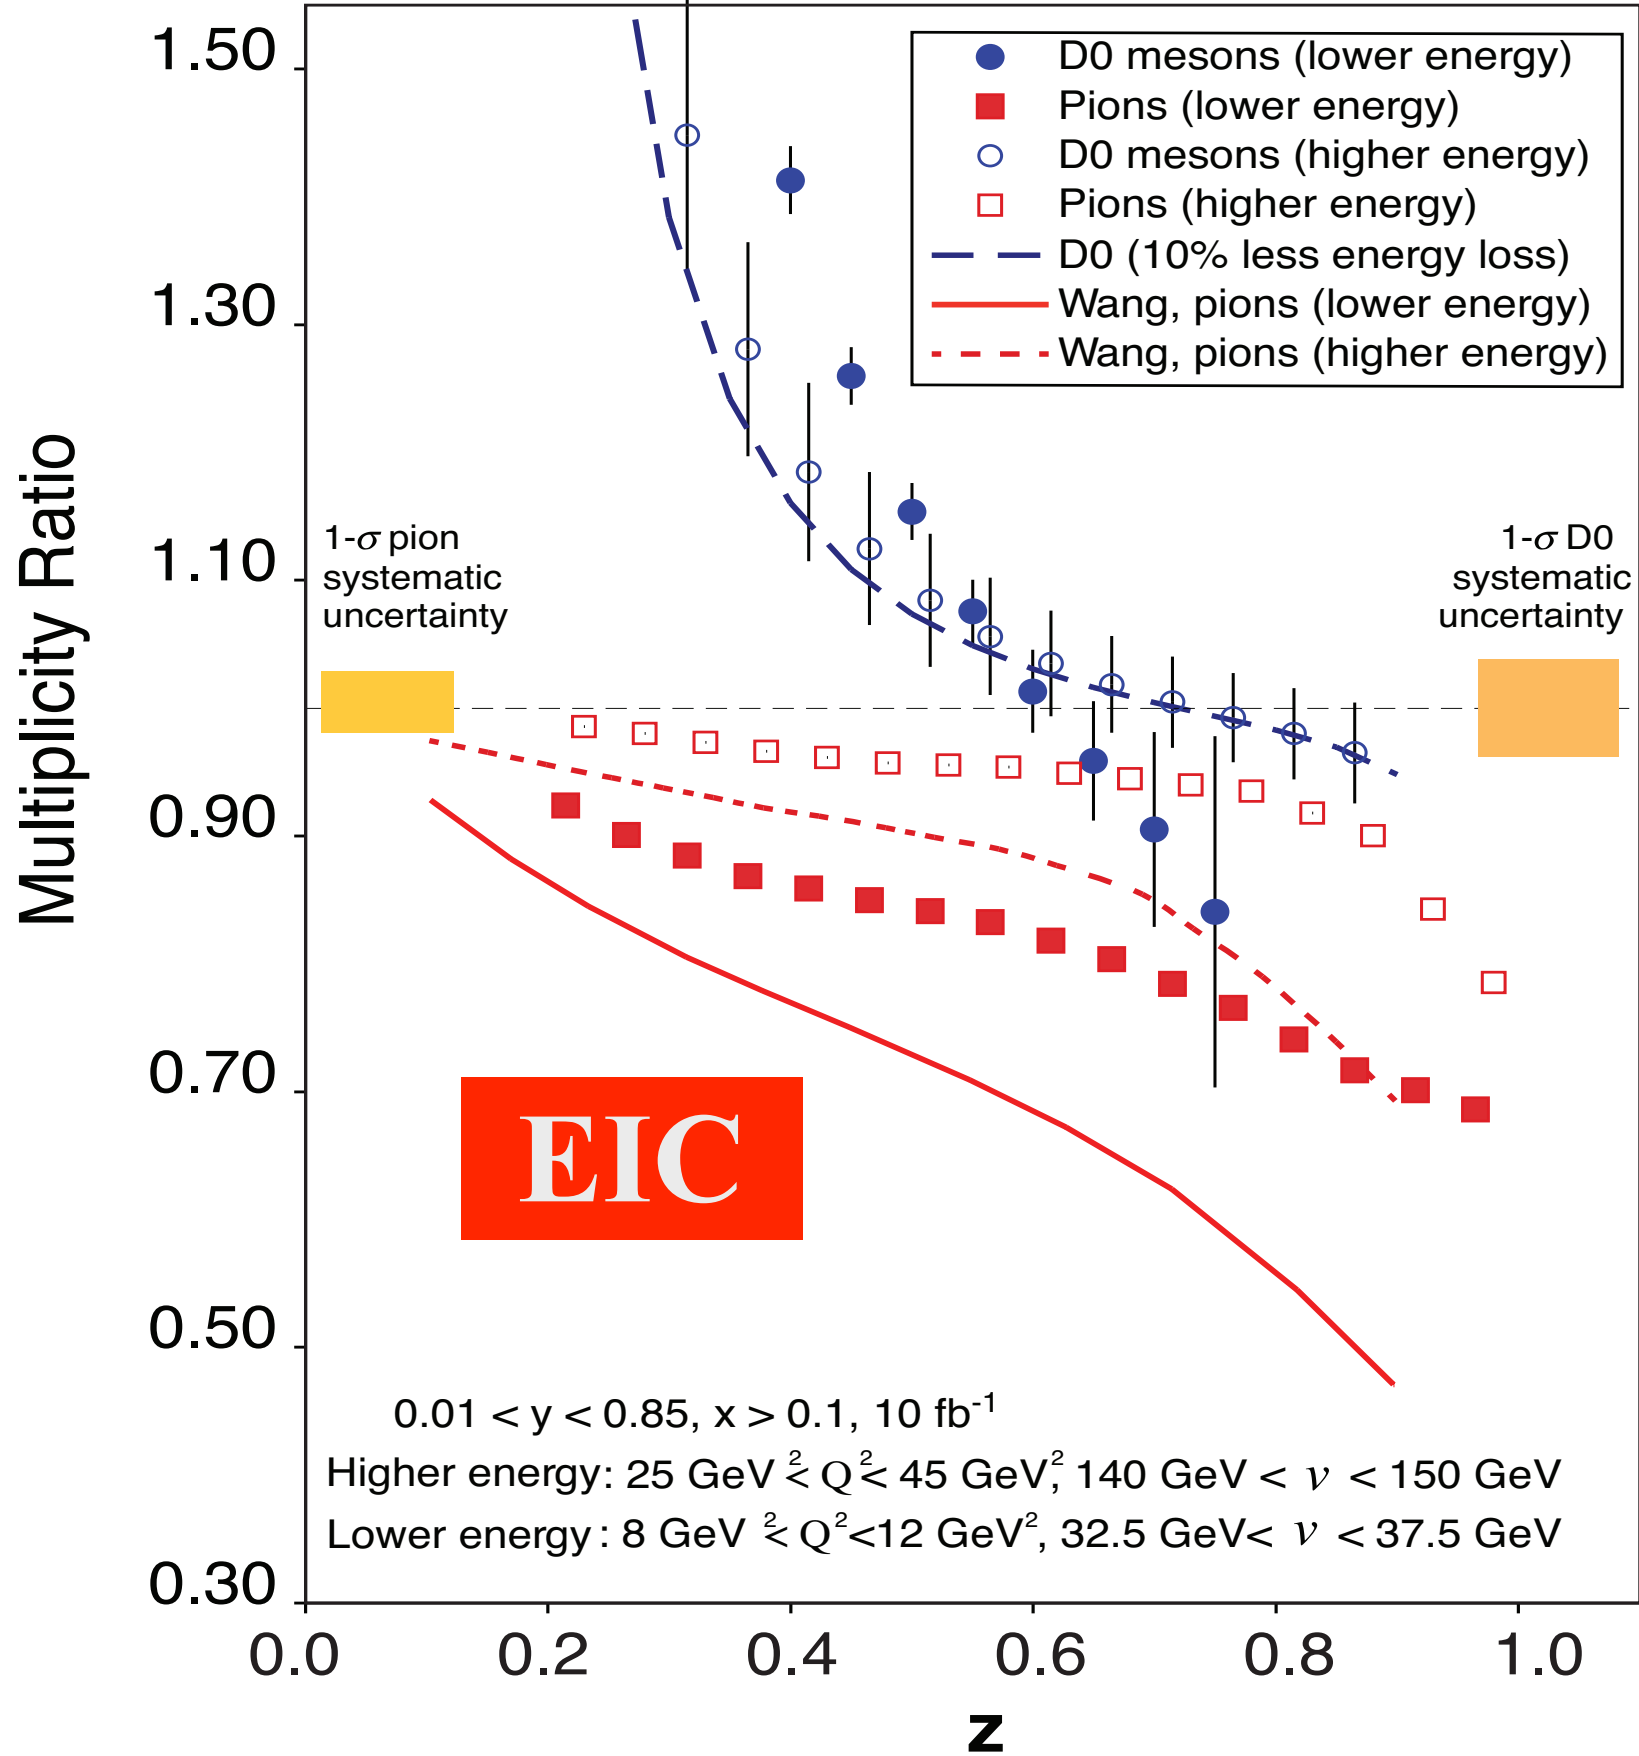 1.50
1.30
1.10
0.90
0.70
0.50
0.30
Multiplicity Ratio
D0 mesons (lower energy)
Pions (lower energy)
D0 mesons (higher energy)
Pions (higher energy)
D0 (10% less energy loss)
Wang, pions (lower energy)
Wang, pions (higher energy)
1-σ pion
systematic
uncertainty
1-σ D0
systematic
uncertainty
EIC
0.01 < y < 0.85, x > 0.1, 10 fb⁻¹
Higher energy: 25 GeV² < Q² < 45 GeV², 140 GeV < ν < 150 GeV
Lower energy : 8 GeV ² < Q² <12 GeV², 32.5 GeV< ν < 37.5 GeV
0.0 0.2 0.4 0.6 0.8 1.0
z